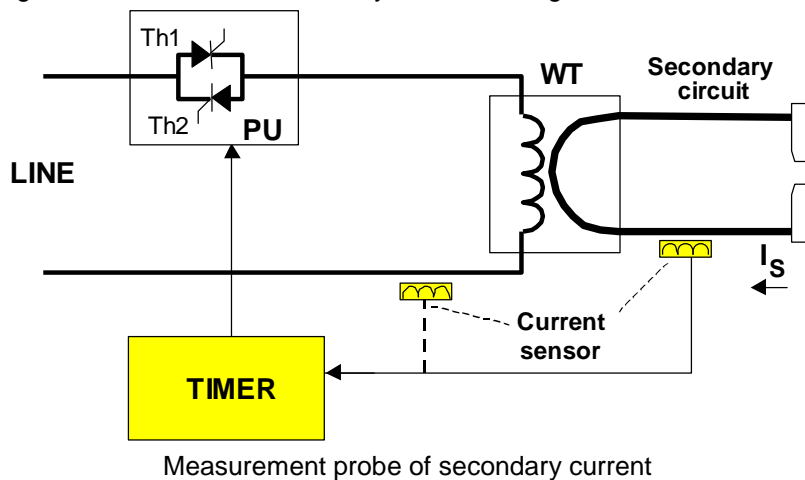 Th1
Th2
PU
WT
Secondary
circuit
LINE
I S
Current
sensor
TIMER
Measurement probe of secondary current